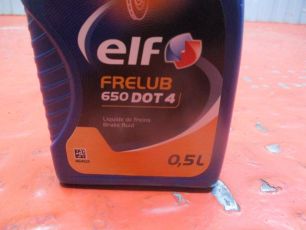 elf
FRELUB
650 DOT 4
Liquide de freins
Brake fluid
0,5L